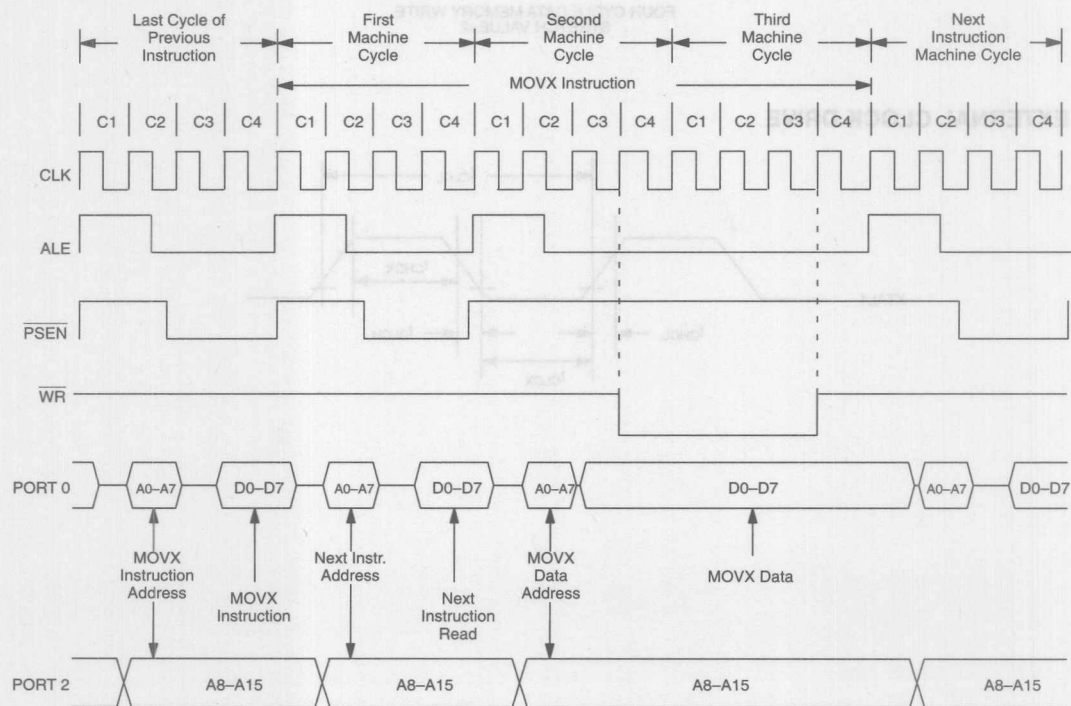 Last Cycle of
Previous
Instruction
First
Machine
Cycle
Second
Machine
Cycle
Third
Machine
Cycle
Next
Instruction
Machine Cycle
MOVX Instruction
C1 C2 C3 C4 C1 C2 C3 C4 C1 C2 C3 C4 C1 C2 C3 C4 C1 C2 C3 C4
CLK
ALE
PSEN
WR
PORT 0 A0–A7 D0–D7 A0–A7 D0–D7 A0–A7 D0–D7 A0–A7 D0–D7
MOVX
Instruction
Address
MOVX
Instruction
Next Instr.
Address
Next
Instruction
Read
MOVX
Data
Address
MOVX Data
PORT 2 A8–A15 A8–A15 A8–A15 A8–A15